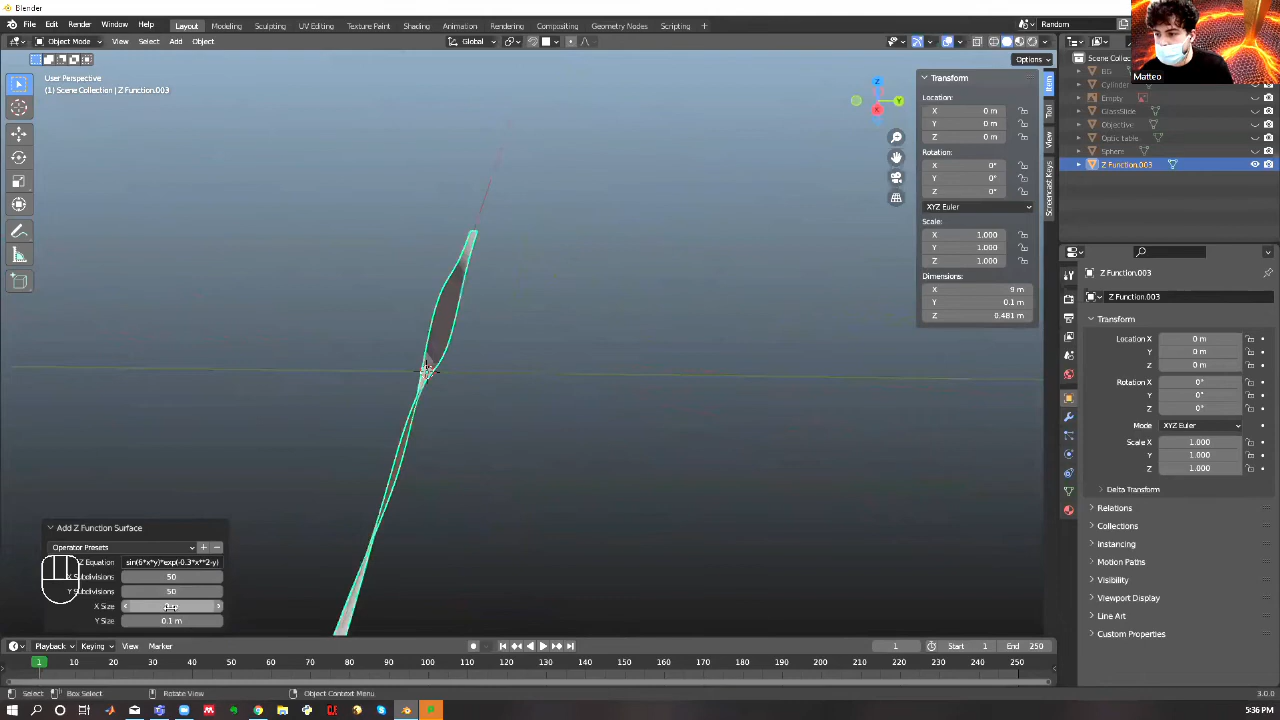 Blender
File Edit Render Window Help Layout Modeling Sculpting UV Editing Texture Paint Shading Animation Rendering Compositing Geometry Nodes Scripting + Random
Object Mode View Select Add Object Global Options
Matteo
User Perspective
(1) Scene Collection | Z Function.003
Z
Y
X
Transform
Location:
X 0 m
Y 0 m
Z 0 m
Rotation:
X 0°
Y 0°
Z 0°
XYZ Euler
Scale:
X 1.000
Y 1.000
Z 1.000
Dimensions:
X 9 m
Y 0.1 m
Z 0.481 m
Item
Tool
View
Screencast Keys
Scene Collec
BG
Cylinder
Empty
GlassSlide
Objective
Optic table
Sphere
Z Function.003
Z Function.003
Z Function.003
Transform
Location X 0 m
Y 0 m
Z 0 m
Rotation X 0°
Y 0°
Z 0°
Mode XYZ Euler
Scale X 1.000
Y 1.000
Z 1.000
Delta Transform
Relations
Collections
Instancing
Motion Paths
Visibility
Viewport Display
Line Art
Custom Properties
Add Z Function Surface
Operator Presets
Z Equation sin(6*x*y)*exp(-0.3*x**2-y)
X Subdivisions 50
Y Subdivisions 50
X Size
Y Size 0.1 m
Playback Keying View Marker 1 Start 1 End 250
1 10 20 30 40 50 60 70 80 90 100 110 120 130 140 150 160 170 180 190 200 210 220 230 240 250
Select Box Select Rotate View Object Context Menu 3.0.0
5:36 PM